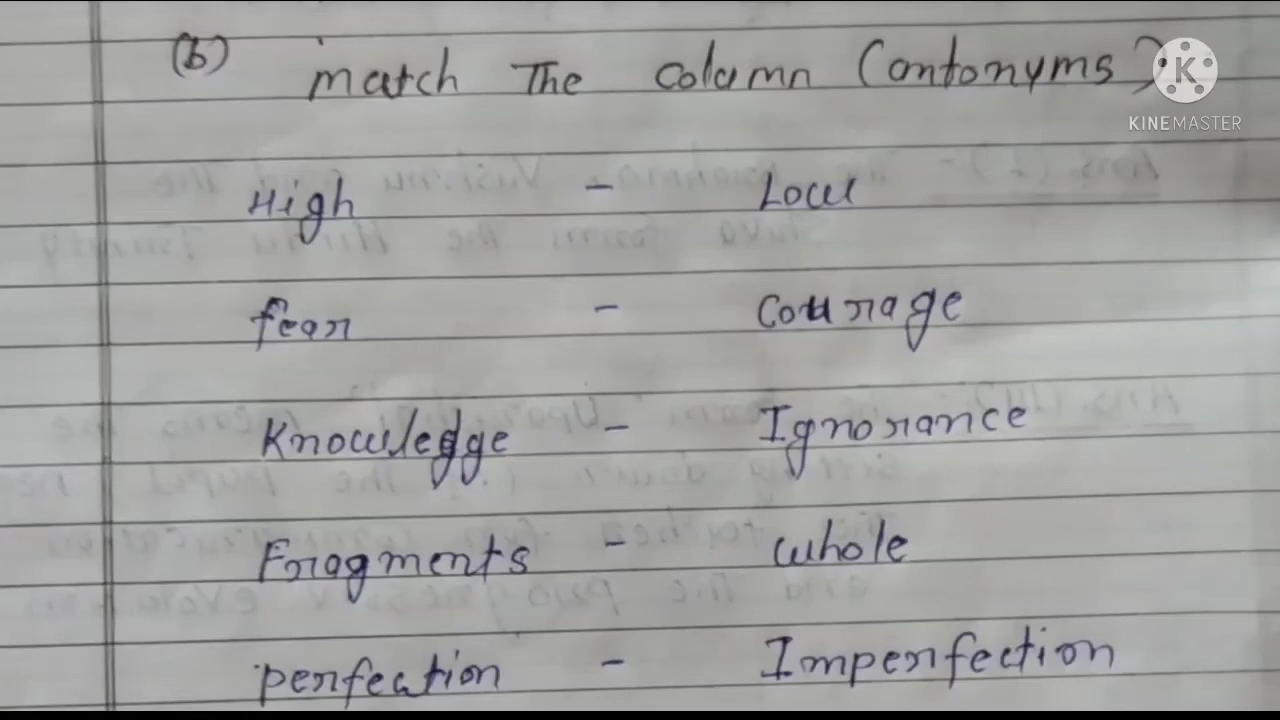 (b) match The column (antonyms)
KINEMASTER
High - Low
fear - Courage
Knowledge - Ignorance
Fragments - whole
perfection - Imperfection